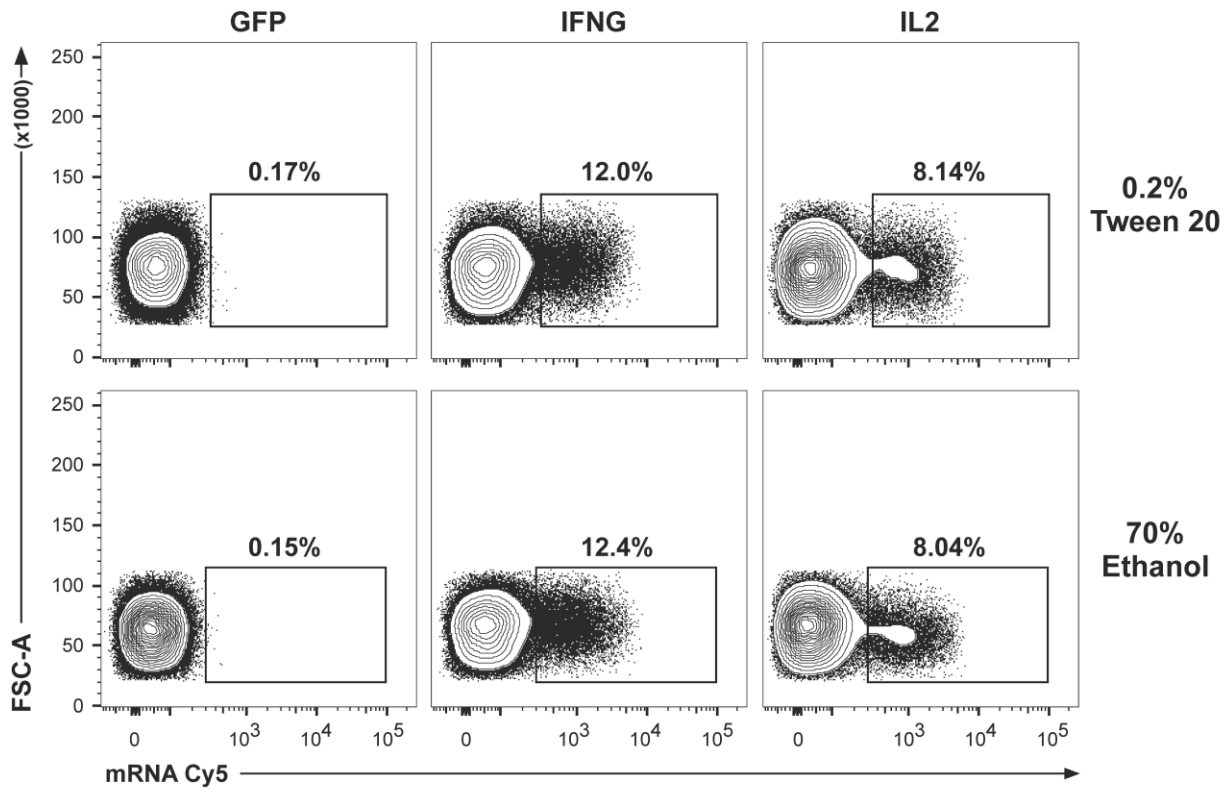 GFP IFNG IL2
(x1000)
250
200
150
100
50
0
0.17% 12.0% 8.14%
0.2%
Tween 20
250
200
150
100
50
0
0.15% 12.4% 8.04%
70%
Ethanol
FSC-A
0 10³ 10⁴ 10⁵ 0 10³ 10⁴ 10⁵ 0 10³ 10⁴ 10⁵
mRNA Cy5